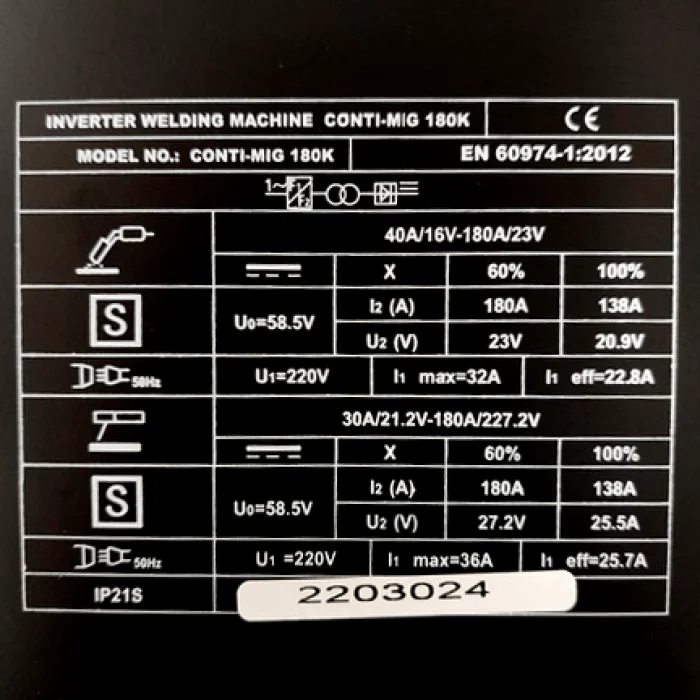 INVERTER WELDING MACHINE CONTI-MIG 180K CE
MODEL NO.: CONTI-MIG 180K EN 60974-1:2012
1~ F1 F2
40A/16V-180A/23V
X 60% 100%
S U0=58.5V I2 (A) 180A 138A
U2 (V) 23V 20.9V
50Hz U1=220V I1 max=32A I1 eff=22.8A
30A/21.2V-180A/227.2V
X 60% 100%
S U0=58.5V I2 (A) 180A 138A
U2 (V) 27.2V 25.5A
50Hz U1 =220V I1 max=36A I1 eff=25.7A
IP21S 2203024